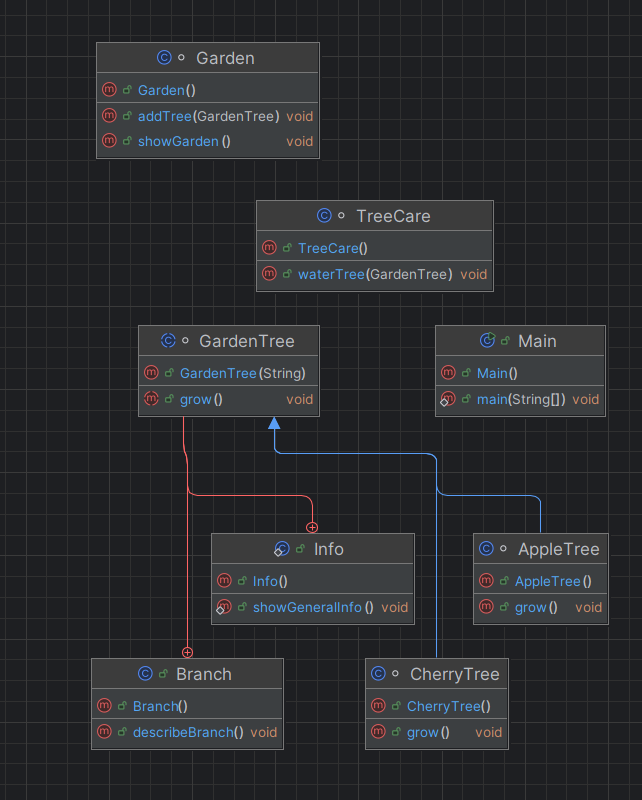 Garden
Garden()
addTree(GardenTree) void
showGarden() void
TreeCare
TreeCare()
waterTree(GardenTree) void
GardenTree
GardenTree(String)
grow() void
Main
Main()
main(String[]) void
Info
Info()
showGeneralInfo() void
AppleTree
AppleTree()
grow() void
Branch
Branch()
describeBranch() void
CherryTree
CherryTree()
grow() void